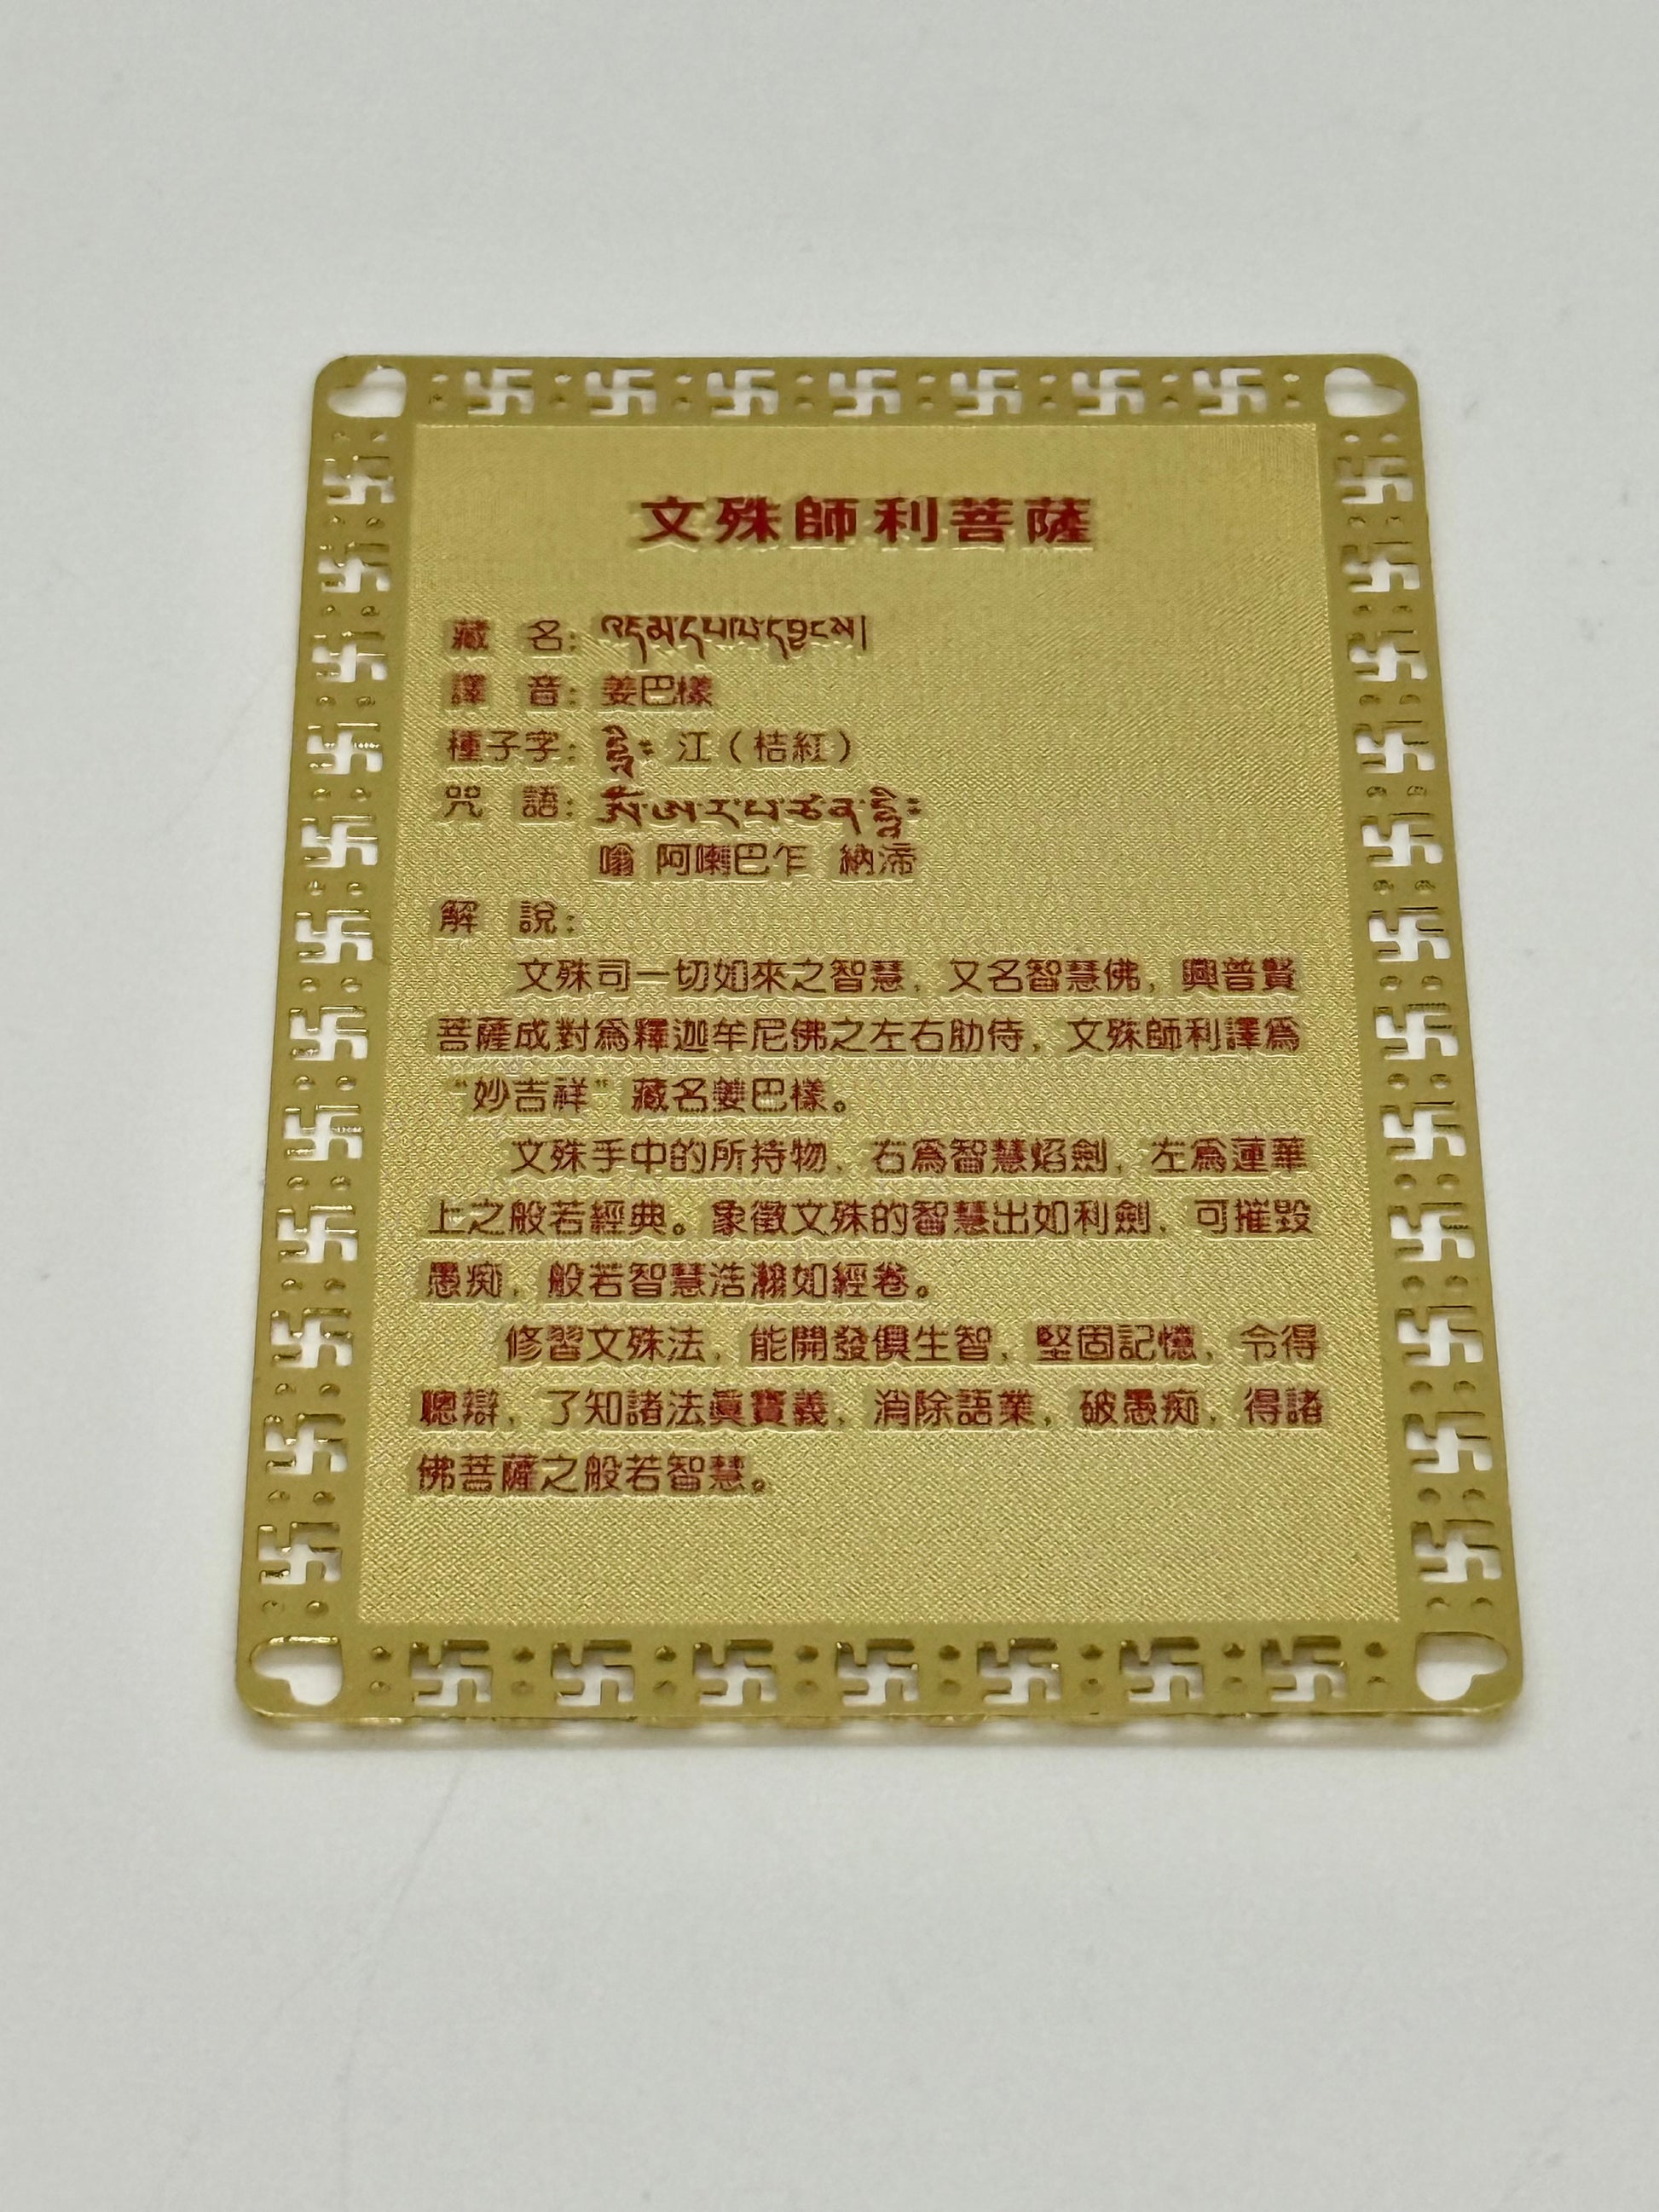 文殊師利菩薩
藏 名：འཇམ་དཔལ་དབྱངས།
譯 音：姜巴樣
種子字：  江（桔紅）
咒 語：
嗡 阿喇巴乍 納渧
解 說：
文殊司一切如來之智慧，又名智慧佛，興普賢
菩薩成對爲釋迦牟尼佛之左右肋侍，文殊師利譯爲
“妙吉祥” 藏名姜巴樣。
文殊手中的所持物，右爲智慧焰劍，左爲蓮華
上之般若經典。象徵文殊的智慧出如利劍，可摧毀
愚痴，般若智慧浩瀚如經卷。
修習文殊法，能開發俱生智，堅固記憶，令得
聰辯，了知諸法眞實義，消除語業，破愚痴，得諸
佛菩薩之般若智慧。